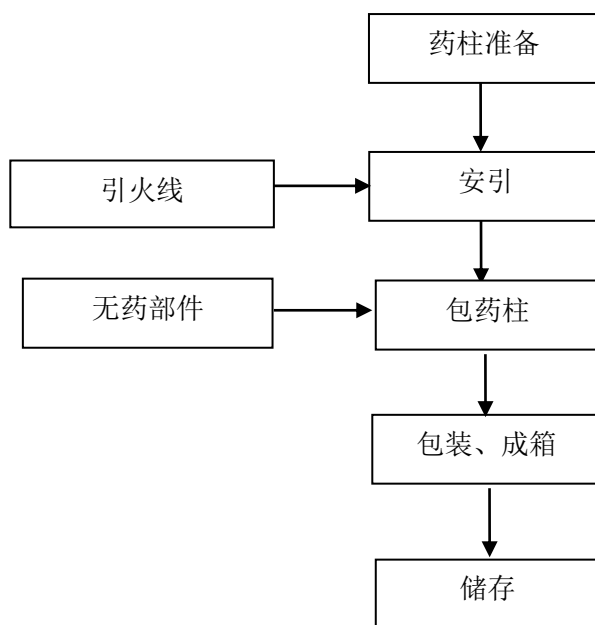 药柱准备
引火线
安引
无药部件
包药柱
包装、成箱
储存